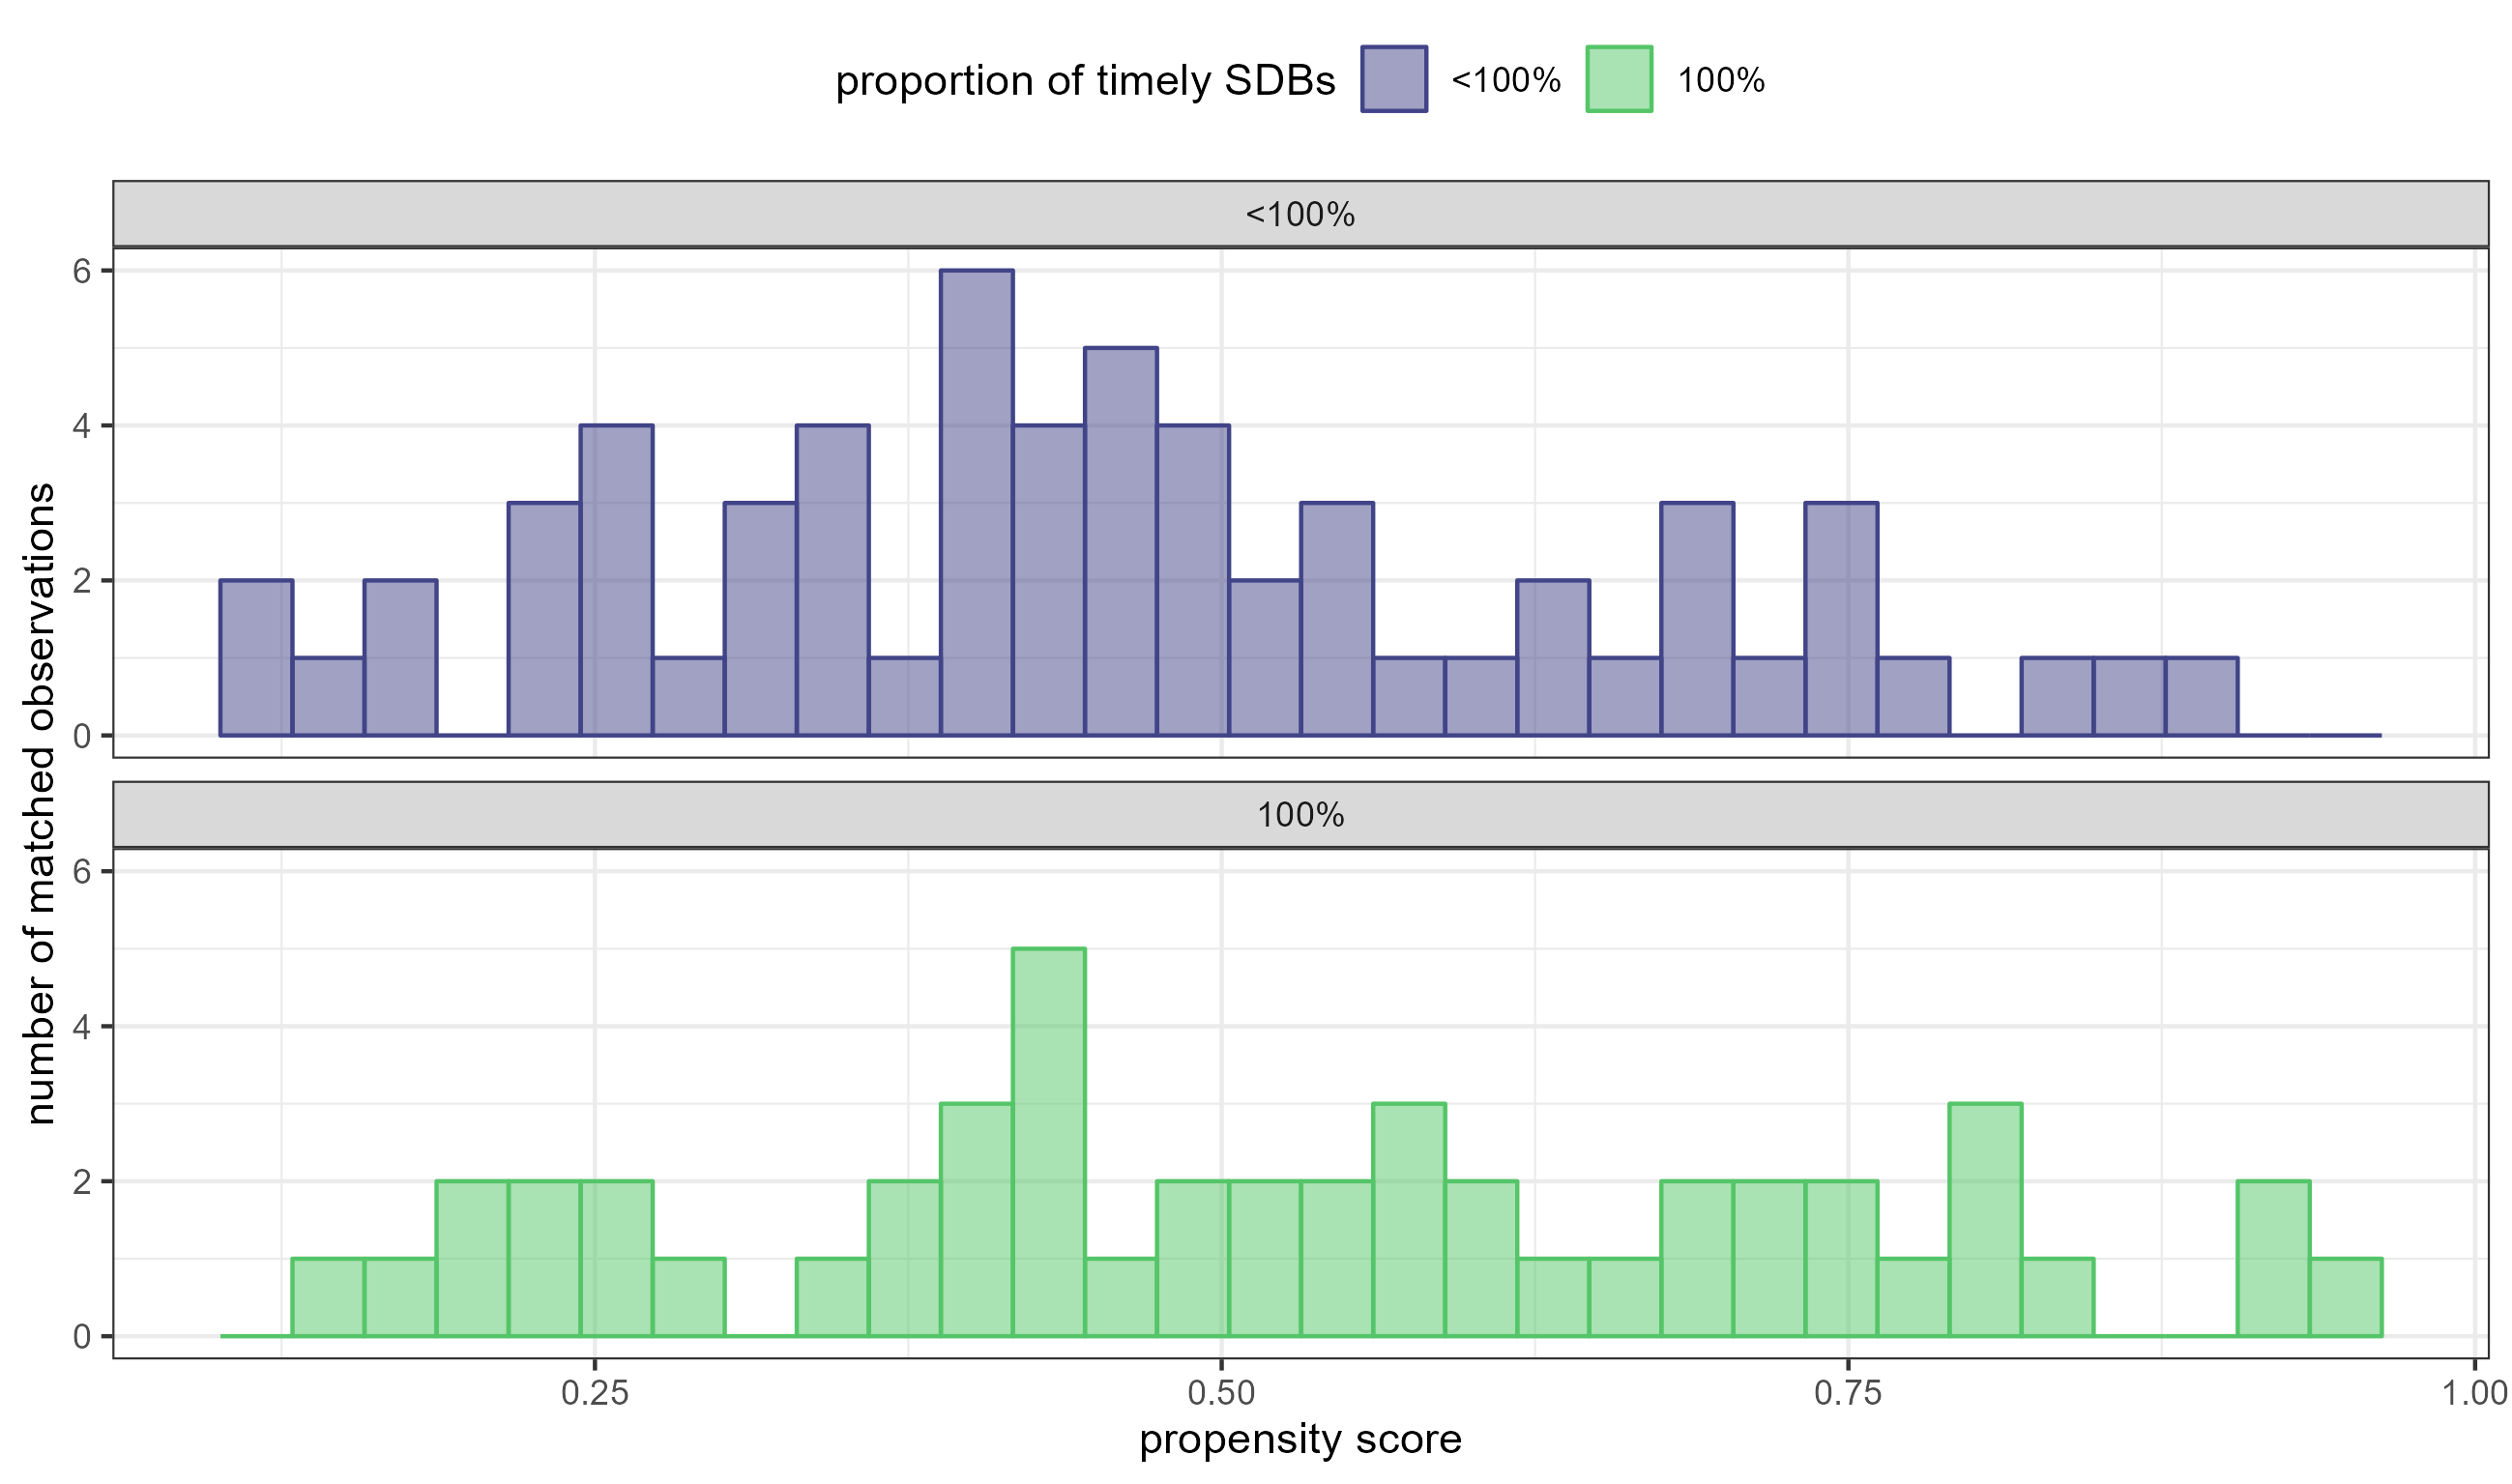 proportion of timely SDBs <100% 100%
<100%
6
4
2
0
100%
6
4
2
0
number of matched observations
0.25 0.50 0.75 1.00
propensity score